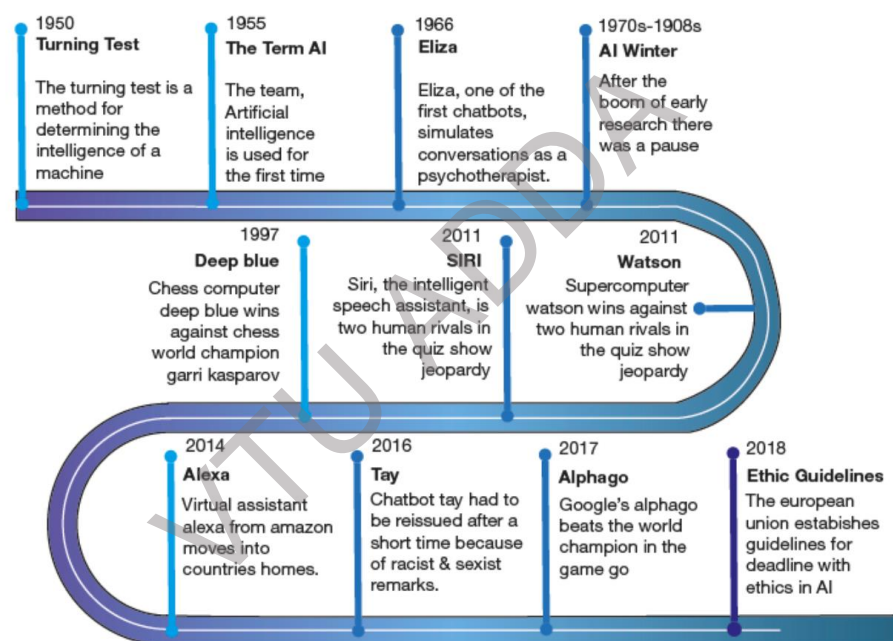 1950
Turning Test
The turning test is a
method for
determining the
intelligence of a
machine
1955
The Term AI
The team,
Artificial
intelligence
is used for
the first time
1966
Eliza
Eliza, one of the
first chatbots,
simulates
conversations as a
psychotherapist.
1970s-1908s
AI Winter
After the
boom of early
research there
was a pause
1997
Deep blue
Chess computer
deep blue wins
against chess
world champion
garri kasparov
2011
SIRI
Siri, the intelligent
speech assistant, is
two human rivals in
the quiz show
jeopardy
2011
Watson
Supercomputer
watson wins against
two human rivals in
the quiz show
jeopardy
2014
Alexa
Virtual assistant
alexa from amazon
moves into
countries homes.
2016
Tay
Chatbot tay had to
be reissued after a
short time because
of racist & sexist
remarks.
2017
Alphago
Google's alphago
beats the world
champion in the
game go
2018
Ethic Guidelines
The european
union estabishes
guidelines for
deadline with
ethics in AI
VTU ADDA